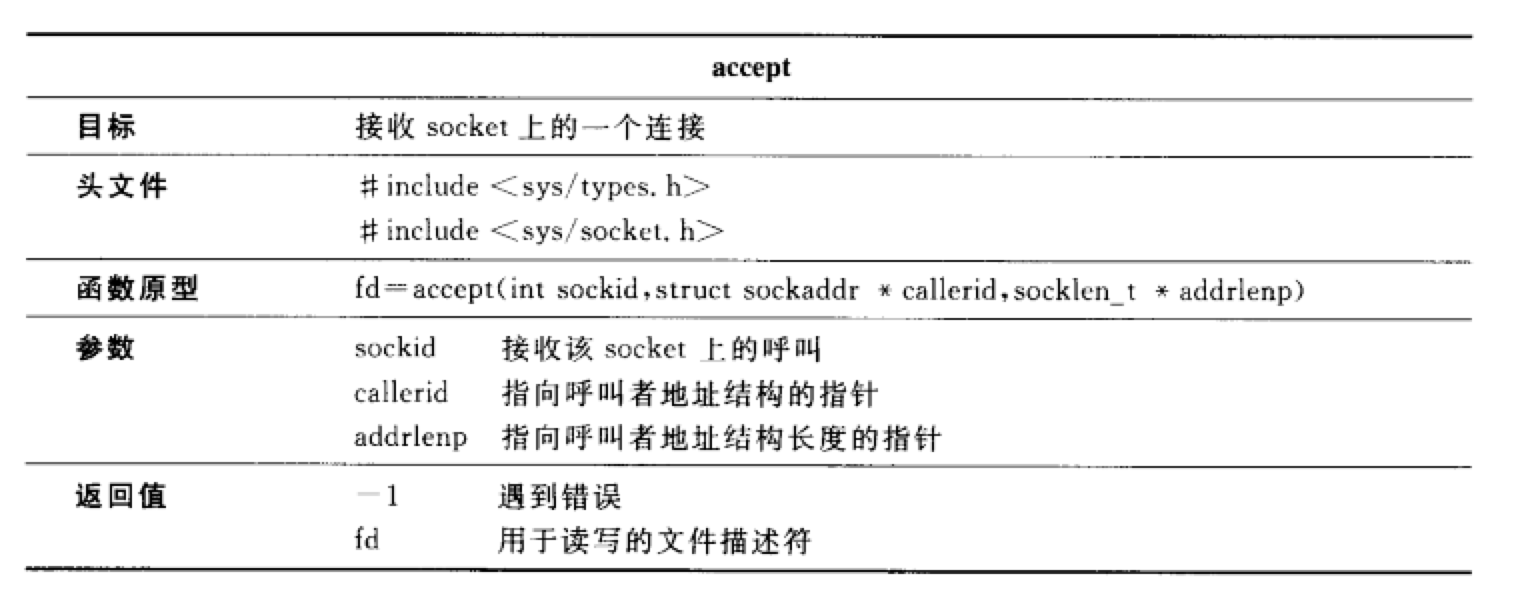 accept
目标 接收 socket 上的一个连接
头文件 #include <sys/types.h>
#include <sys/socket.h>
函数原型 fd=accept(int sockid,struct sockaddr * callerid,socklen_t * addrlenp)
参数 sockid 接收该 socket 上的呼叫
callerid 指向呼叫者地址结构的指针
addrlenp 指向呼叫者地址结构长度的指针
返回值 -1 遇到错误
fd 用于读写的文件描述符